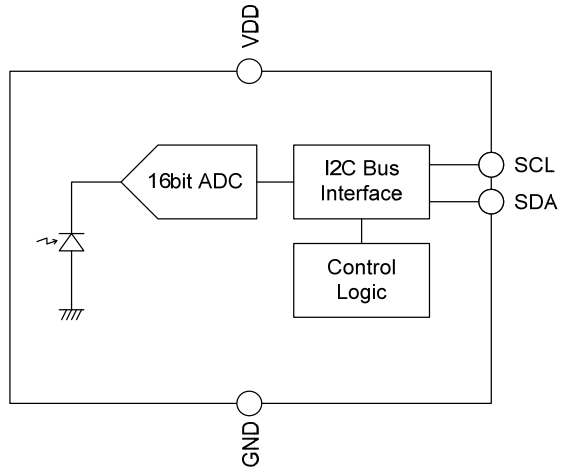 VDD
16bit ADC
I2C Bus
Interface
SCL
SDA
Control
Logic
GND